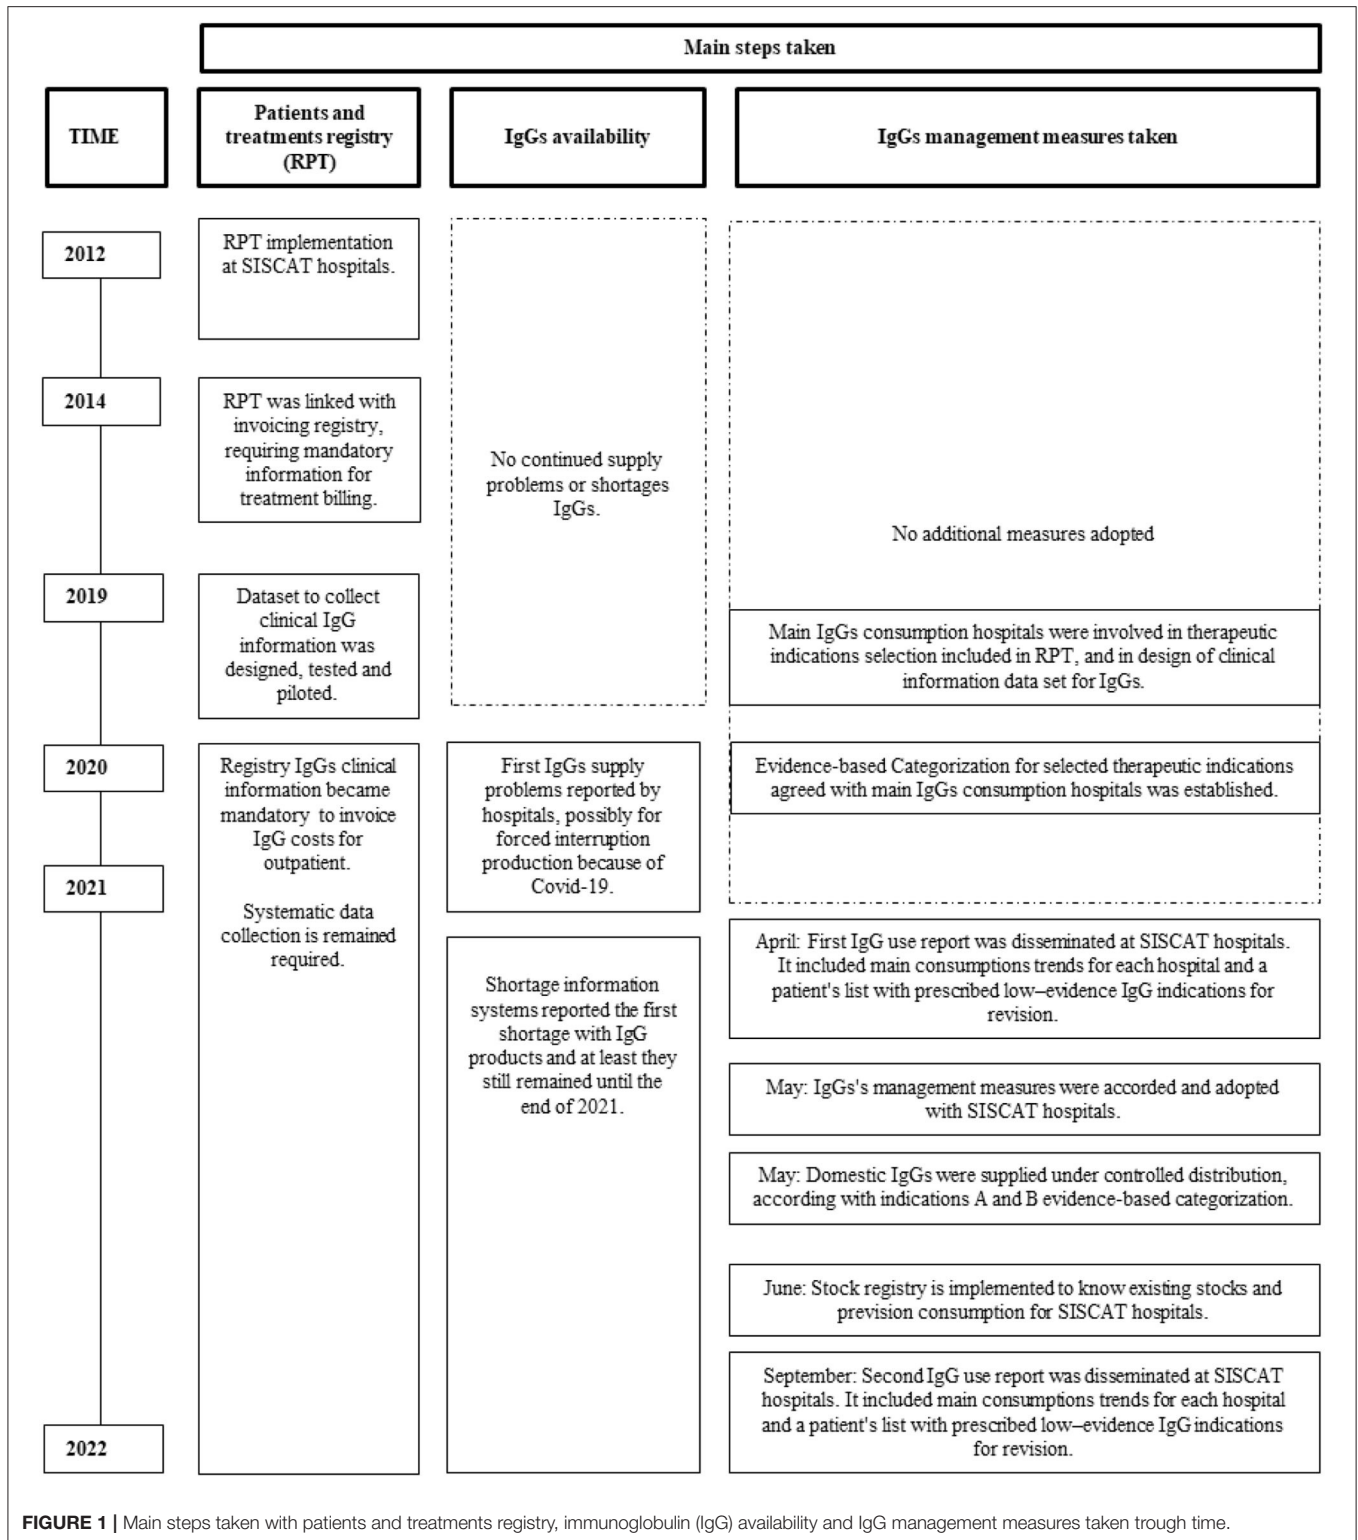 Main steps taken
TIME
Patients and
treatments registry
(RPT)
IgGs availability
IgGs management measures taken
2012
RPT implementation
at SISCAT hospitals.
2014
RPT was linked with
invoicing registry,
requiring mandatory
information for
treatment billing.
No continued supply
problems or shortages
IgGs.
No additional measures adopted
2019
Dataset to collect
clinical IgG
information was
designed, tested and
piloted.
Main IgGs consumption hospitals were involved in therapeutic
indications selection included in RPT, and in design of clinical
information data set for IgGs.
2020
Registry IgGs clinical
information became
mandatory to invoice
IgG costs for
outpatient.
Systematic data
collection is remained
required.
First IgGs supply
problems reported by
hospitals, possibly for
forced interruption
production because of
Covid-19.
Evidence-based Categorization for selected therapeutic indications
agreed with main IgGs consumption hospitals was established.
2021
Shortage information
systems reported the first
shortage with IgG
products and at least they
still remained until the
end of 2021.
April: First IgG use report was disseminated at SISCAT hospitals.
It included main consumptions trends for each hospital and a
patient's list with prescribed low–evidence IgG indications for
revision.
May: IgGs's management measures were accorded and adopted
with SISCAT hospitals.
May: Domestic IgGs were supplied under controlled distribution,
according with indications A and B evidence-based categorization.
June: Stock registry is implemented to know existing stocks and
prevision consumption for SISCAT hospitals.
September: Second IgG use report was disseminated at SISCAT
hospitals. It included main consumptions trends for each hospital
and a patient's list with prescribed low–evidence IgG indications
for revision.
2022
FIGURE 1 | Main steps taken with patients and treatments registry, immunoglobulin (IgG) availability and IgG management measures taken trough time.